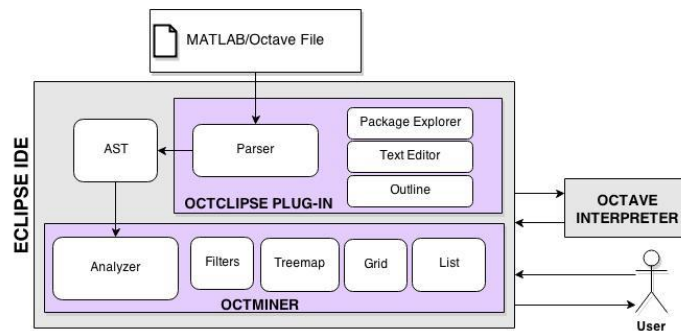 MATLAB/Octave File
ECLIPSE IDE
AST
Parser
Package Explorer
Text Editor
Outline
OCTCLIPSE PLUG-IN
OCTAVE
INTERPRETER
Analyzer
Filters
Treemap
Grid
List
OCTMINER
User